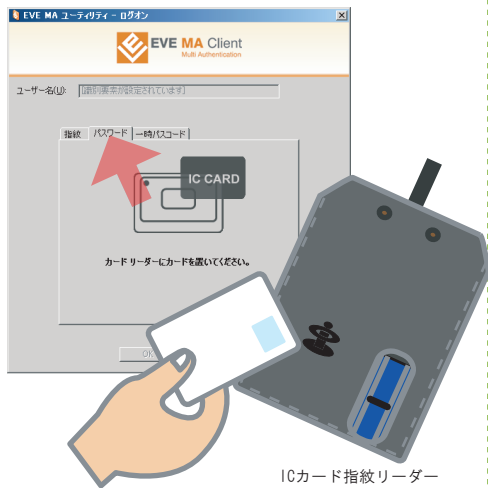 EVE MA ユーティリティ - ログオン
EVE MA Client
Multi Authentication
ユーザー名(U): [識別要素が設定されています]
指紋 パスワード 一時パスコード
IC CARD
カード リーダーにカードを置いてください。
OK
ICカード指紋リーダー